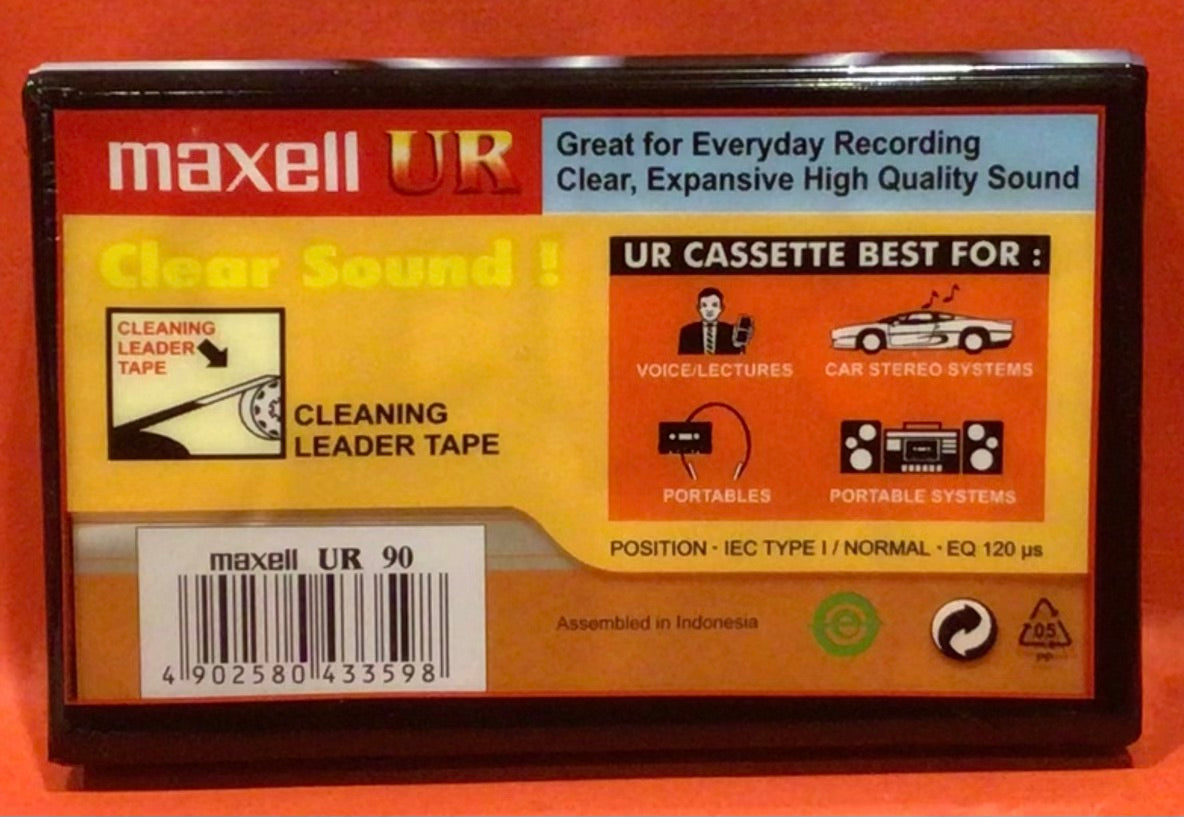 maxell UR
Great for Everyday Recording
Clear, Expansive High Quality Sound
Clear Sound !
CLEANING
LEADER
TAPE
CLEANING
LEADER TAPE
UR CASSETTE BEST FOR :
VOICE/LECTURES
CAR STEREO SYSTEMS
PORTABLES
PORTABLE SYSTEMS
POSITION · IEC TYPE I / NORMAL · EQ 120 µs
maxell UR 90
4 902580 433598
Assembled in Indonesia
e
05
PP